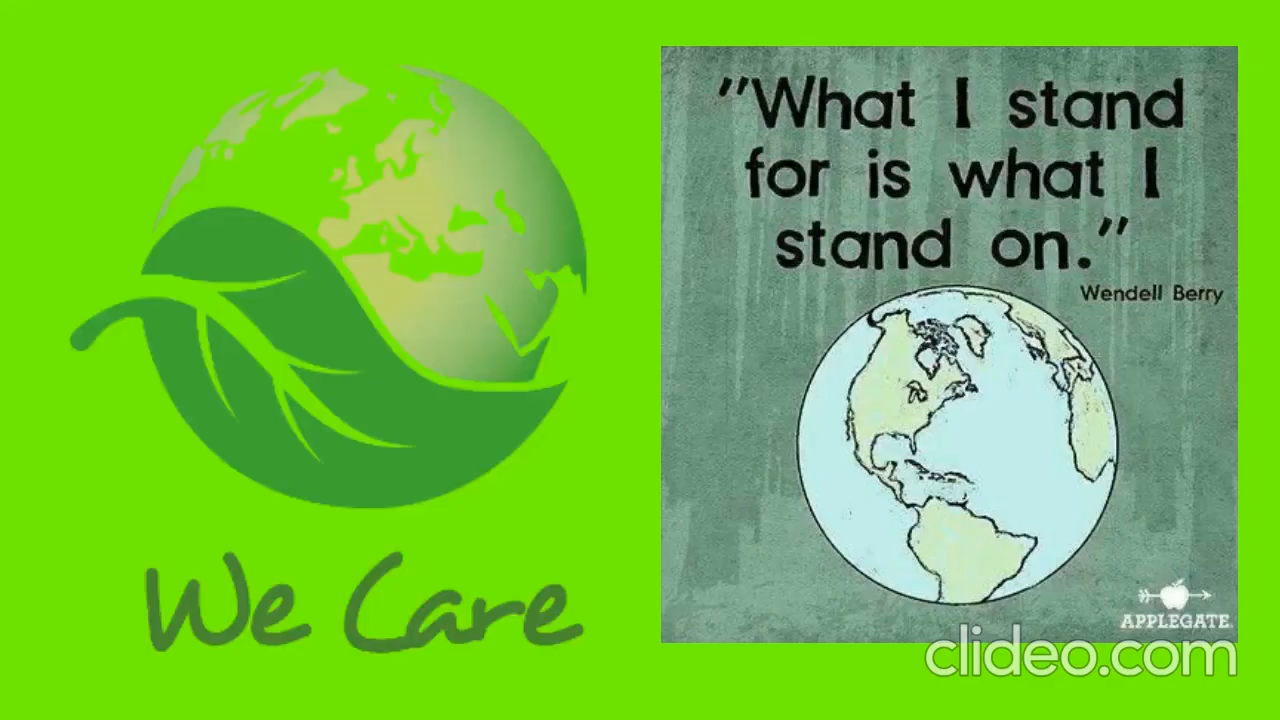 We Care
"What I stand
for is what I
stand on."
Wendell Berry
APPLEGATE
clideo.com